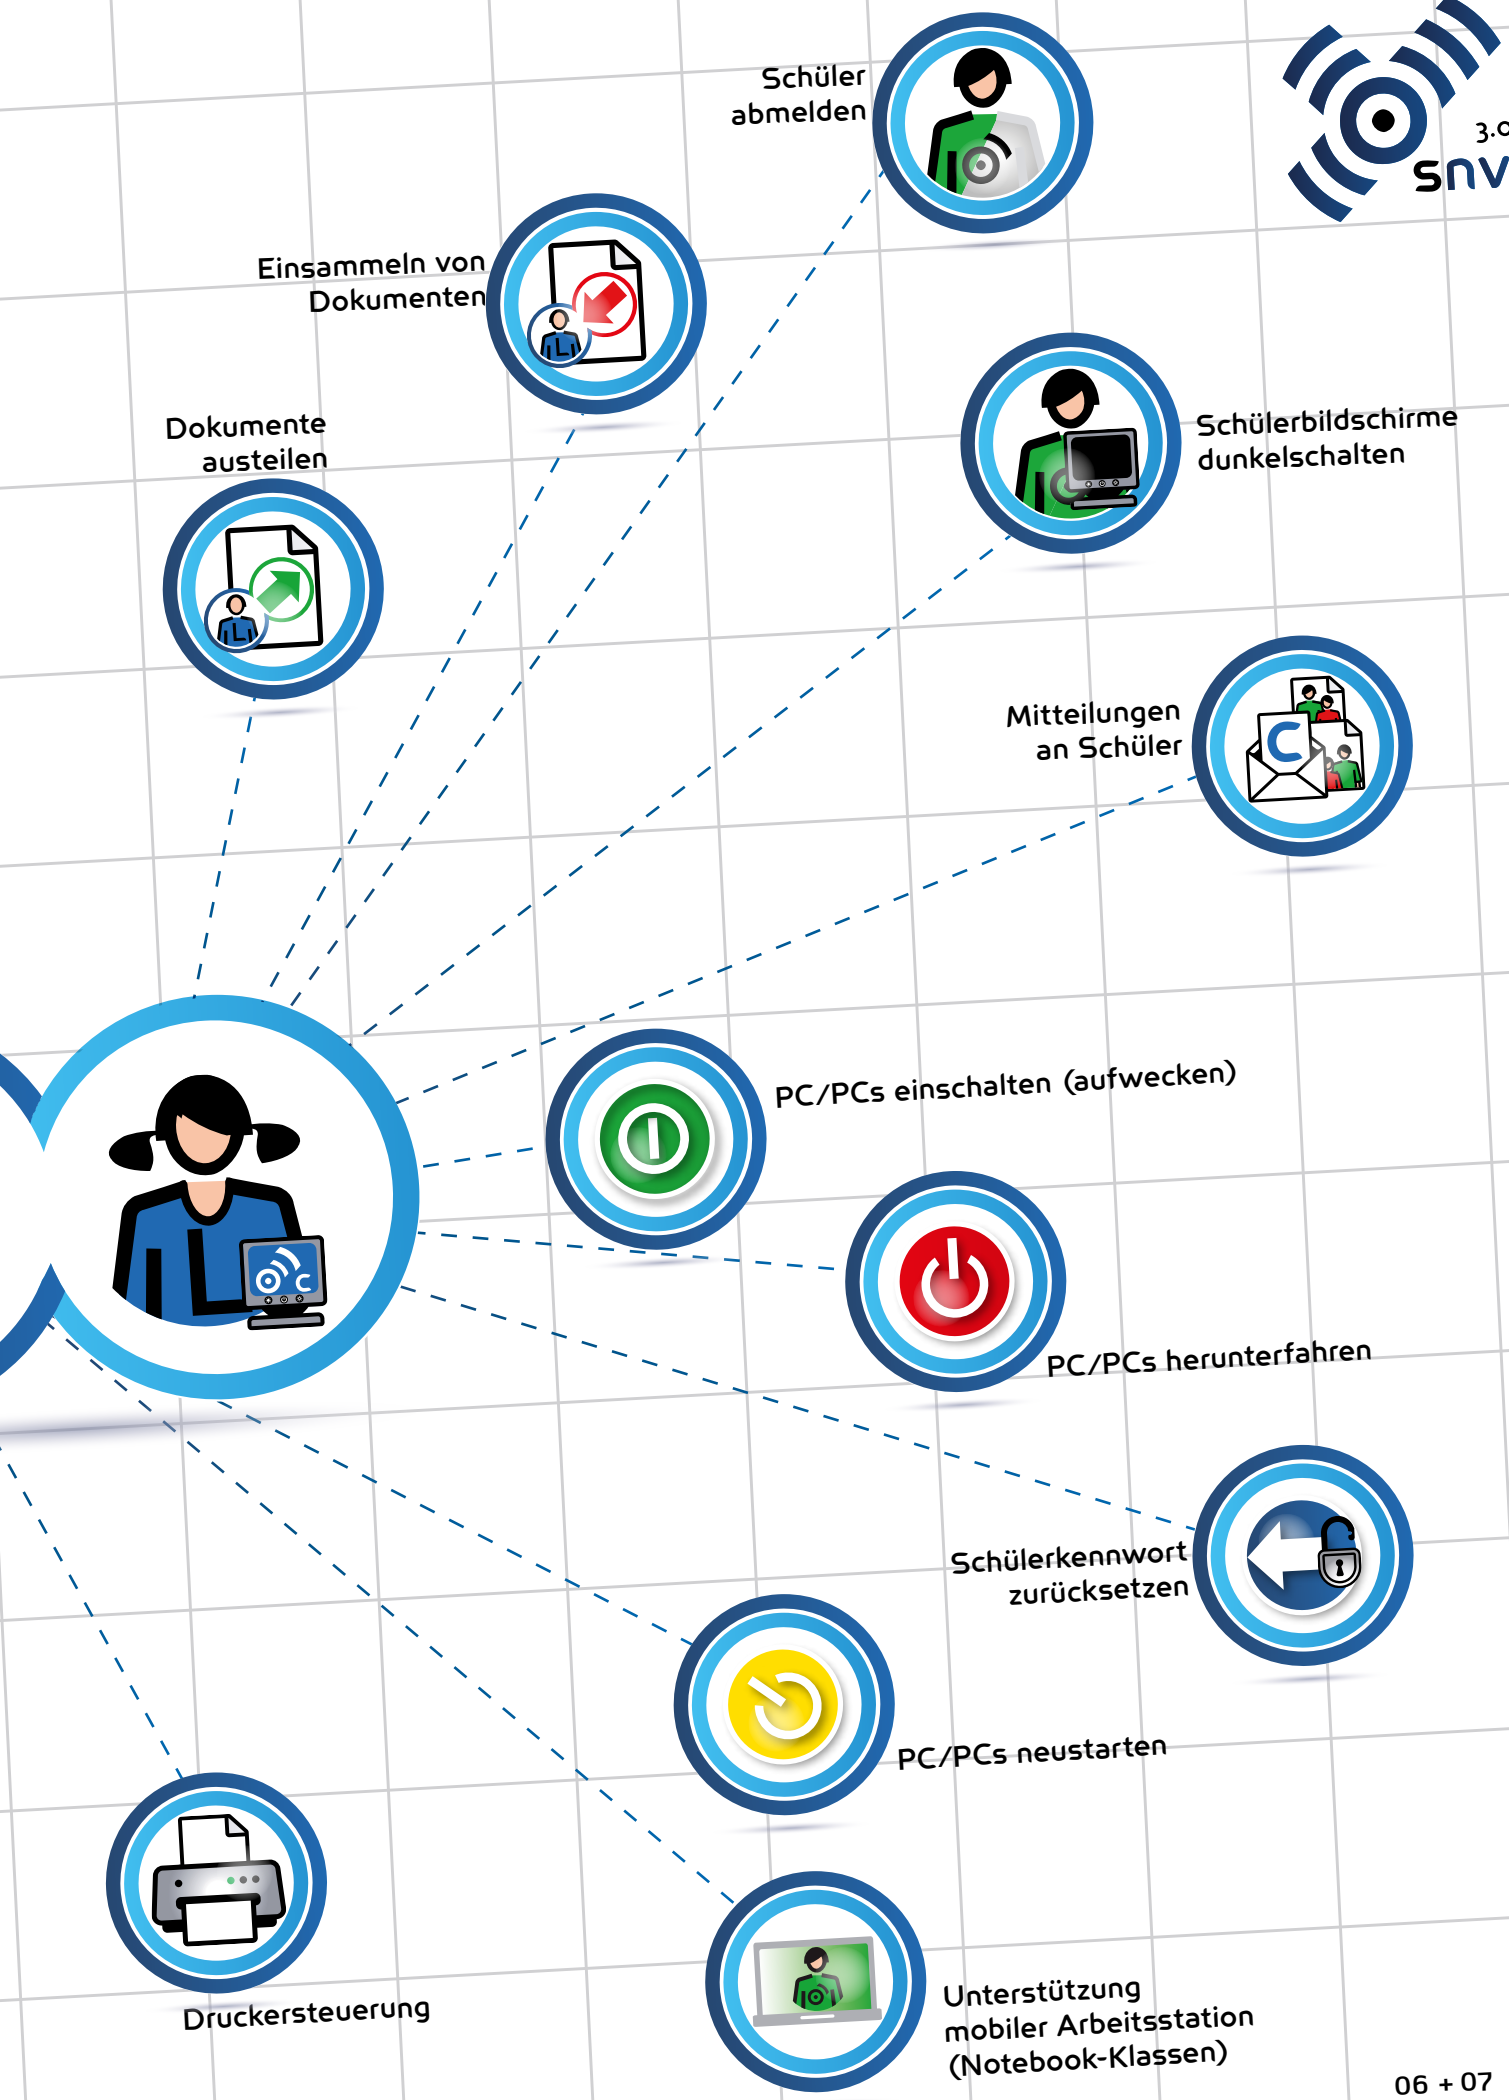 Schüler
abmelden
3.0
snv
Einsammeln von
Dokumenten
Dokumente
austeilen
Schülerbildschirme
dunkelschalten
Mitteilungen
an Schüler
C
PC/PCs einschalten (aufwecken)
L
C
PC/PCs herunterfahren
Schülerkennwort
zurücksetzen
PC/PCs neustarten
Druckersteuerung
Unterstützung
mobiler Arbeitsstation
(Notebook-Klassen)
06 + 07